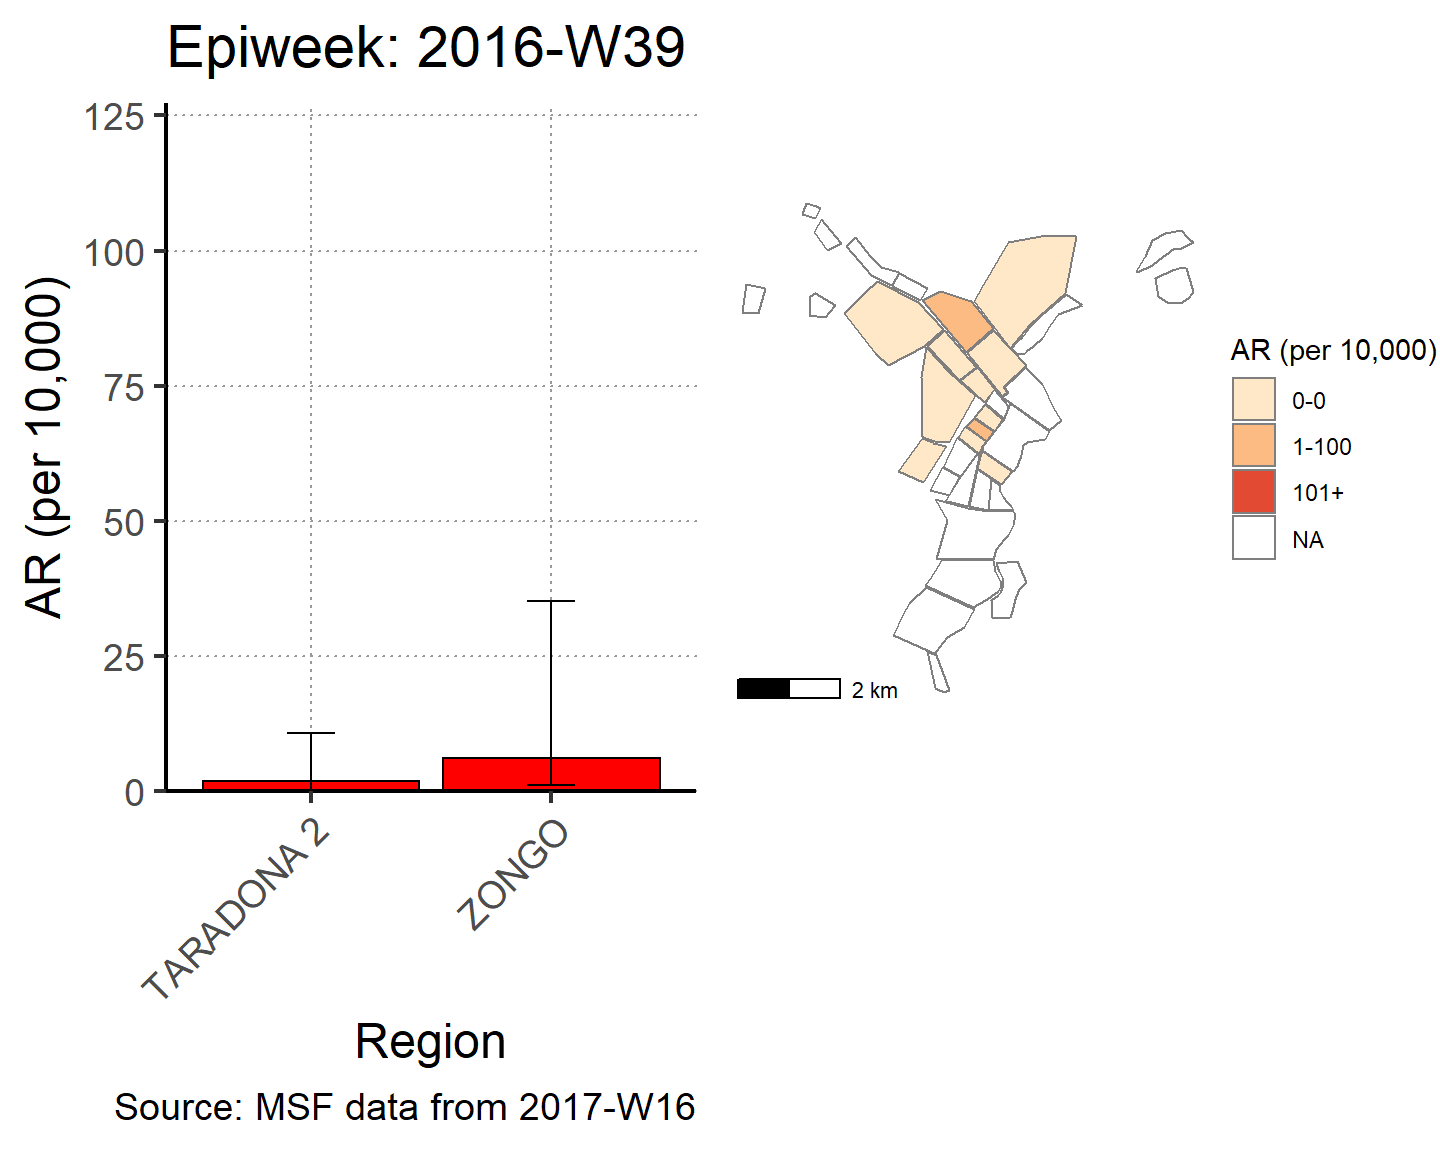 Epiweek: 2016-W39
AR (per 10,000)
125
100
75
50
25
0
TARADONA 2
ZONGO
Region
Source: MSF data from 2017-W16
2 km
AR (per 10,000)
0-0
1-100
101+
NA